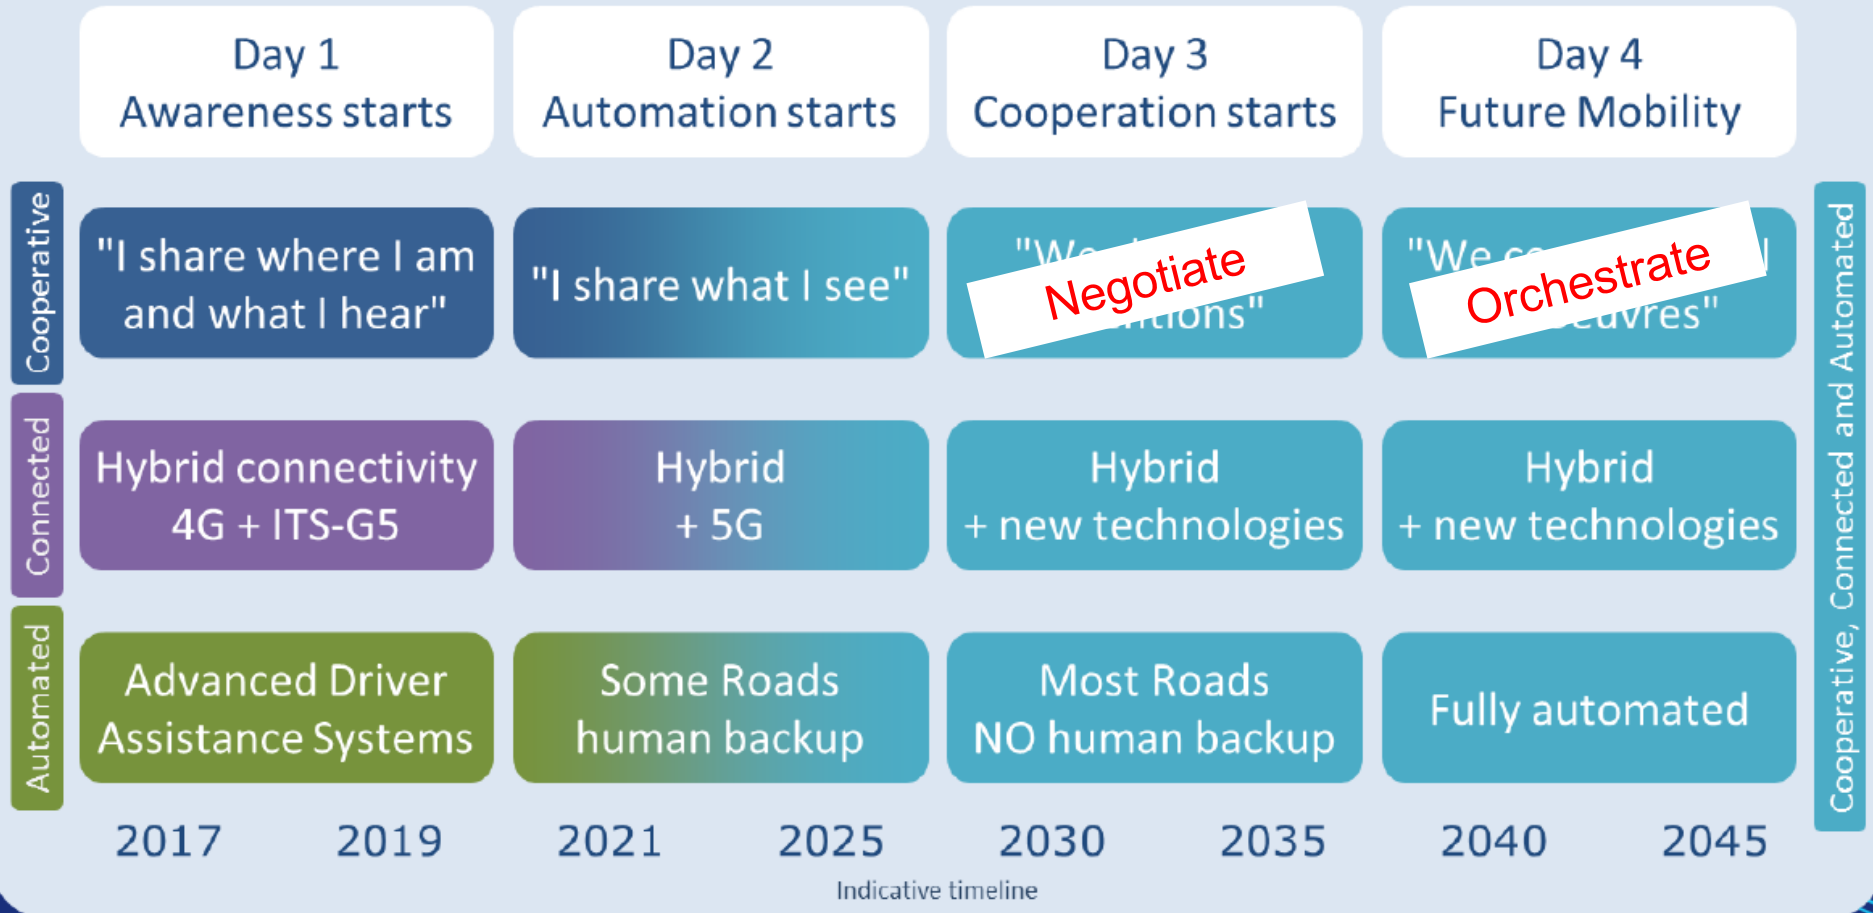 Day 1
Awareness starts
Day 2
Automation starts
Day 3
Cooperation starts
Day 4
Future Mobility
Cooperative
"I share where I am
and what I hear"
"I share what I see"
"We
Negotiate
"We
Orchestrate
Connected
Hybrid connectivity
4G + ITS-G5
Hybrid
+ 5G
Hybrid
+ new technologies
Hybrid
+ new technologies
Automated
Advanced Driver
Assistance Systems
Some Roads
human backup
Most Roads
NO human backup
Fully automated
Cooperative, Connected and Automated
2017 2019 2021 2025 2030 2035 2040 2045
Indicative timeline